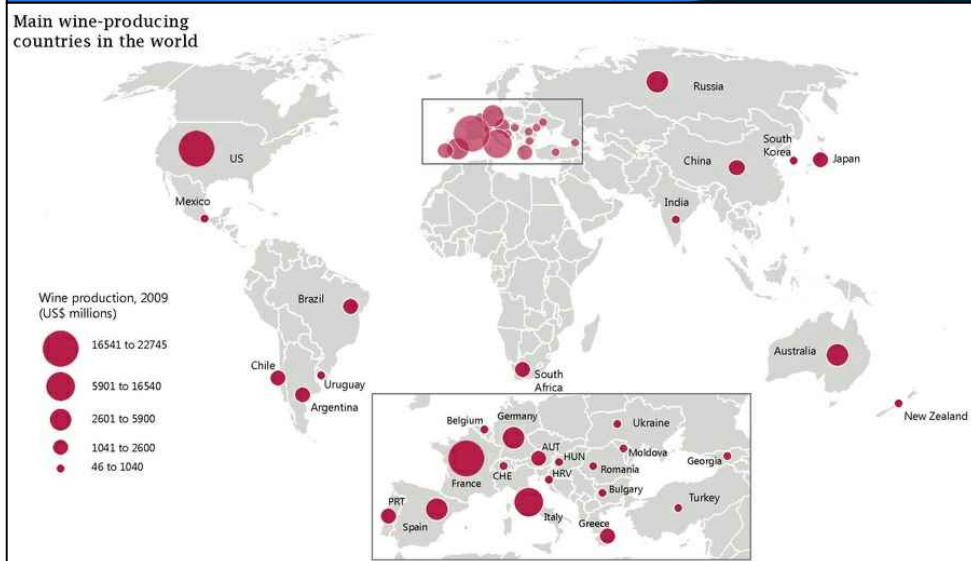 Main wine-producing
countries in the world
Russia
US
South
Korea
China
Japan
Mexico
India
Brazil
Wine production, 2009
(US$ millions)
16541 to 22745
5901 to 16540
2601 to 5900
1041 to 2600
46 to 1040
Chile
Uruguay
Argentina
South
Africa
Australia
New Zealand
Belgium
Germany
Ukraine
AUT
HUN
Moldova
Georgia
France
CHE
HRV
Romania
Bulgary
Turkey
PRT
Spain
Italy
Greece